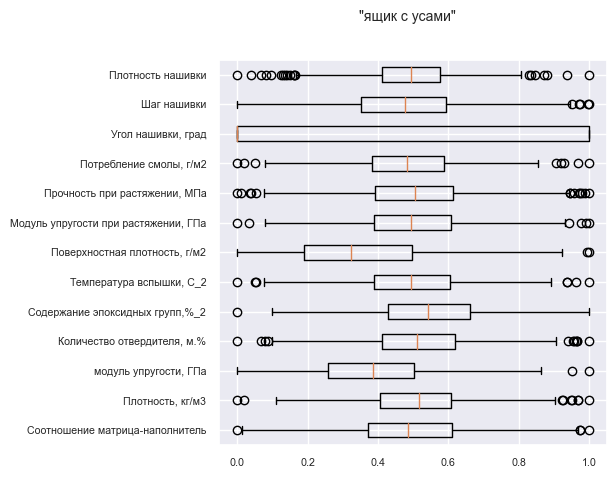 "ящик с усами"
Плотность нашивки
Шаг нашивки
Угол нашивки, град
Потребление смолы, г/м2
Прочность при растяжении, МПа
Модуль упругости при растяжении, ГПа
Поверхностная плотность, г/м2
Температура вспышки, С_2
Содержание эпоксидных групп,%_2
Количество отвердителя, м.%
модуль упругости, ГПа
Плотность, кг/м3
Соотношение матрица-наполнитель
0.0 0.2 0.4 0.6 0.8 1.0